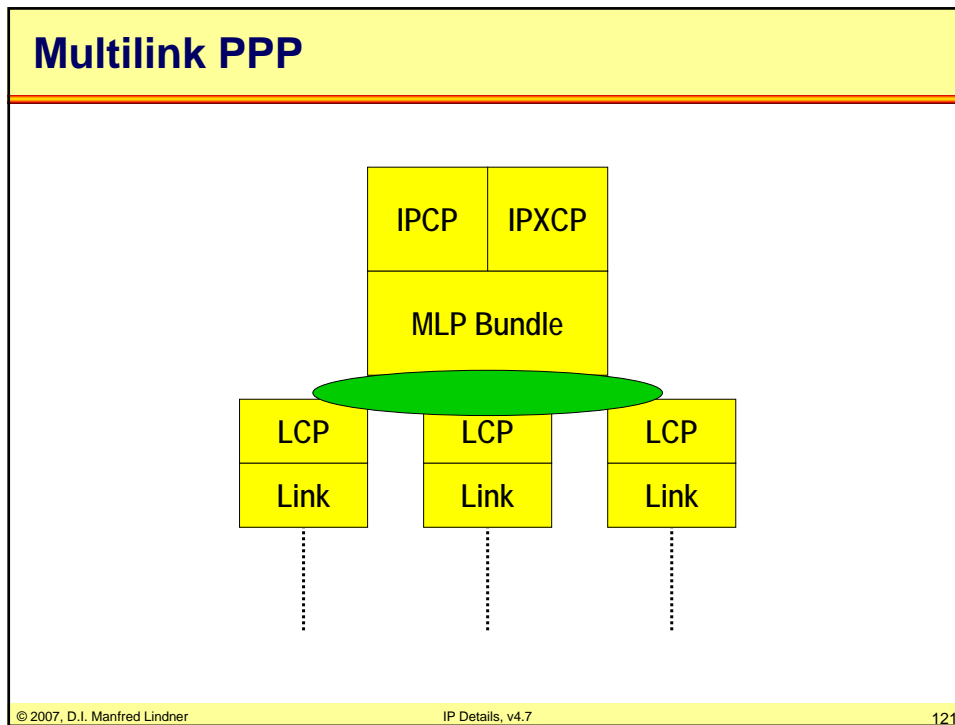 Multilink PPP
IPCP IPXCP
MLP Bundle
LCP LCP LCP
Link Link Link
© 2007, D.I. Manfred Lindner IP Details, v4.7 121